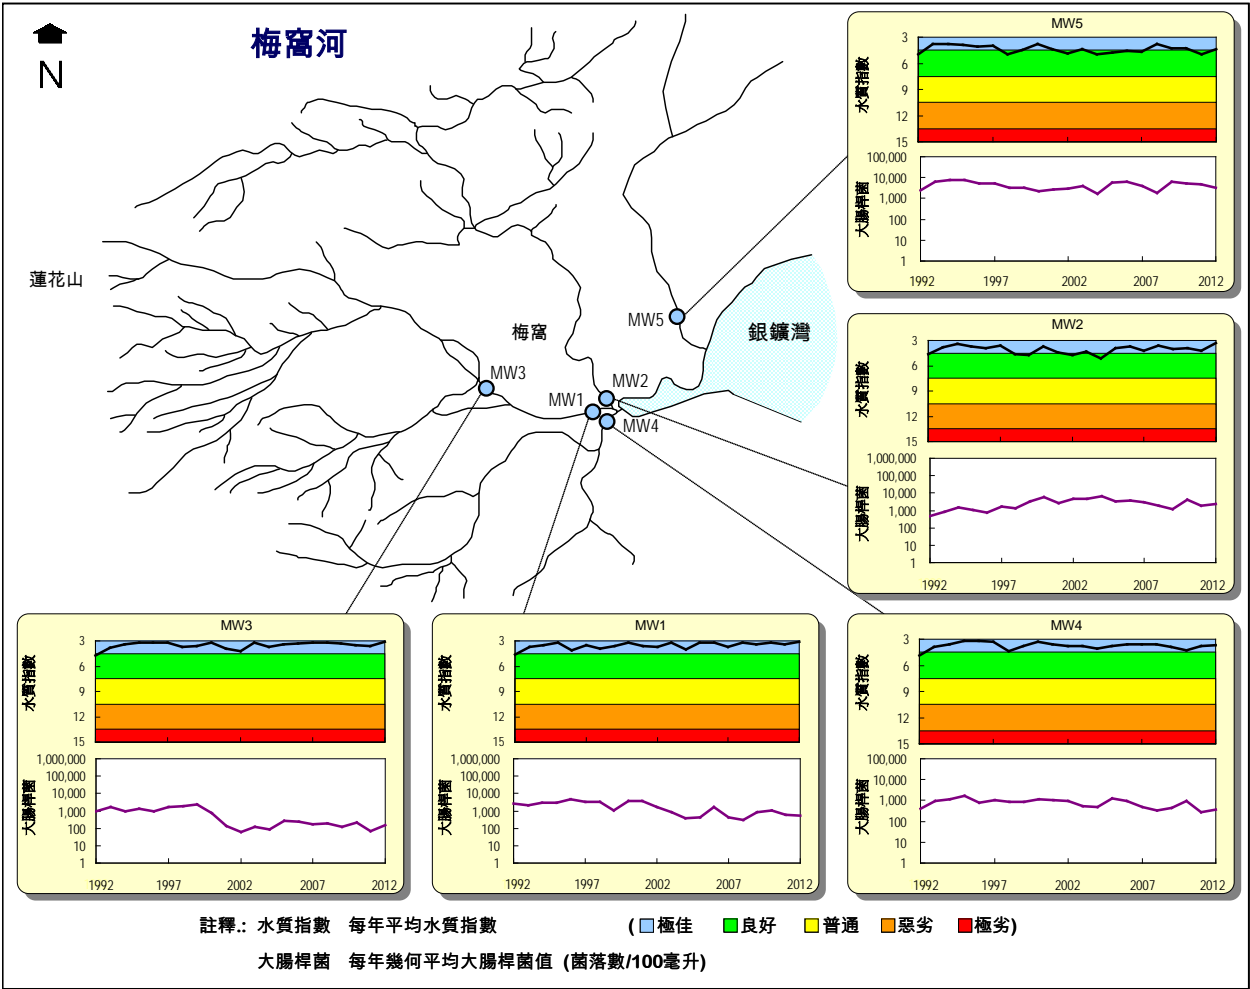 梅窩河
N
蓮花山
梅窩
銀鑛灣
MW5
MW3
MW2
MW1
MW4
MW5
水質指數
3
6
9
12
15
大腸桿菌
100,000
10,000
1,000
100
10
1
1992 1997 2002 2007 2012
MW2
水質指數
3
6
9
12
15
大腸桿菌
1,000,000
100,000
10,000
1,000
100
10
1
1992 1997 2002 2007 2012
MW3
水質指數
3
6
9
12
15
大腸桿菌
1,000,000
100,000
10,000
1,000
100
10
1
1992 1997 2002 2007 2012
MW1
水質指數
3
6
9
12
15
大腸桿菌
1,000,000
100,000
10,000
1,000
100
10
1
1992 1997 2002 2007 2012
MW4
水質指數
3
6
9
12
15
大腸桿菌
100,000
10,000
1,000
100
10
1
1992 1997 2002 2007 2012
註釋.: 水質指數 每年平均水質指數 ( 極佳 良好 普通 惡劣 極劣)
大腸桿菌 每年幾何平均大腸桿菌值 (菌落數/100毫升)